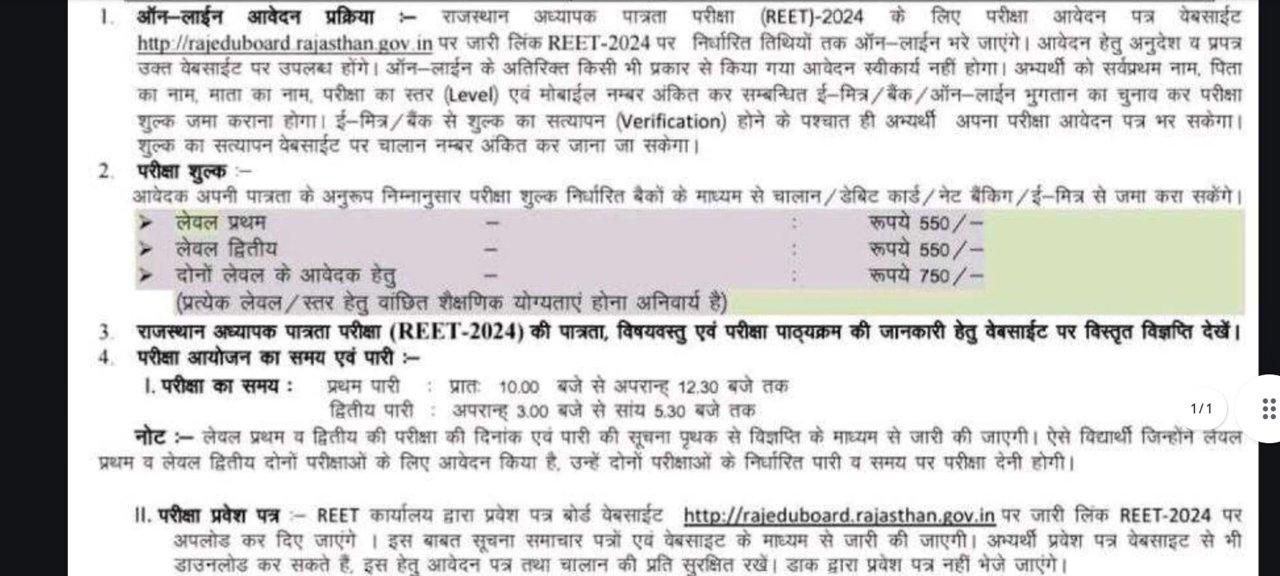 1. ऑन–लाईन आवेदन प्रक्रिया :– राजस्थान अध्यापक पात्रता परीक्षा (REET)-2024 के लिए परीक्षा आवेदन पत्र वेबसाईट
http://rajeduboard.rajasthan.gov.in पर जारी लिंक REET-2024 पर निर्धारित तिथियों तक ऑन–लाईन भरे जाएंगे। आवेदन हेतु अनुदेश व प्रपत्र
उक्त वेबसाईट पर उपलब्ध होंगे। ऑन–लाईन के अतिरिक्त किसी भी प्रकार से किया गया आवेदन स्वीकार्य नहीं होगा। अभ्यर्थी को सर्वप्रथम नाम, पिता
का नाम, माता का नाम, परीक्षा का स्तर (Level) एवं मोबाईल नम्बर अंकित कर सम्बन्धित ई–मित्र/बैंक/ऑन–लाईन भुगतान का चुनाव कर परीक्षा
शुल्क जमा कराना होगा। ई–मित्र/बैंक से शुल्क का सत्यापन (Verification) होने के पश्चात ही अभ्यर्थी अपना परीक्षा आवेदन पत्र भर सकेगा।
शुल्क का सत्यापन वेबसाईट पर चालान नम्बर अंकित कर जाना जा सकेगा।
2. परीक्षा शुल्क :–
आवेदक अपनी पात्रता के अनुरूप निम्नानुसार परीक्षा शुल्क निर्धारित बैकों के माध्यम से चालान/डेबिट कार्ड/नेट बैंकिग/ई–मित्र से जमा करा सकेंगे।
➢ लेवल प्रथम – : रूपये 550/–
➢ लेवल द्वितीय – : रूपये 550/–
➢ दोनों लेवल के आवेदक हेतु – : रूपये 750/–
(प्रत्येक लेवल/स्तर हेतु वांछित शैक्षणिक योग्यताएं होना अनिवार्य है)
3. राजस्थान अध्यापक पात्रता परीक्षा (REET-2024) की पात्रता, विषयवस्तु एवं परीक्षा पाठ्यक्रम की जानकारी हेतु वेबसाईट पर विस्तृत विज्ञप्ति देखें।
4. परीक्षा आयोजन का समय एवं पारी :–
I. परीक्षा का समय : प्रथम पारी : प्रातः 10.00 बजे से अपरान्ह् 12.30 बजे तक
द्वितीय पारी : अपरान्ह् 3.00 बजे से सांय 5.30 बजे तक
1/1
नोट :– लेवल प्रथम व द्वितीय की परीक्षा की दिनांक एवं पारी की सूचना पृथक से विज्ञप्ति के माध्यम से जारी की जाएगी। ऐसे विद्यार्थी जिन्होंने लेवल
प्रथम व लेवल द्वितीय दोनों परीक्षाओं के लिए आवेदन किया है, उन्हें दोनों परीक्षाओं के निर्धारित पारी व समय पर परीक्षा देनी होगी।
II. परीक्षा प्रवेश पत्र :– REET कार्यालय द्वारा प्रवेश पत्र बोर्ड वेबसाईट http://rajeduboard.rajasthan.gov.in पर जारी लिंक REET-2024 पर
अपलोड कर दिए जाएंगे । इस बाबत सूचना समाचार पत्रों एवं वेबसाइट के माध्यम से जारी की जाएगी। अभ्यर्थी प्रवेश पत्र वेबसाइट से भी
डाउनलोड कर सकते हैं, इस हेतु आवेदन पत्र तथा चालान की प्रति सुरक्षित रखें। डाक द्वारा प्रवेश पत्र नहीं भेजे जाएंगे।